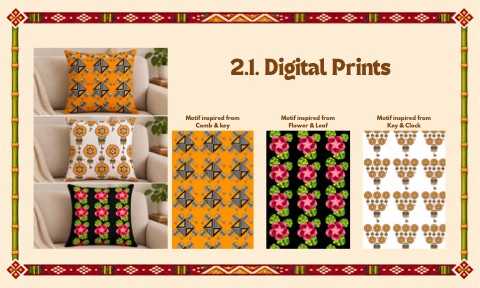 2.1. Digital Prints
Motif inspired from
Comb & key
Motif inspired from
Flower & Leaf
Motif inspired from
Key & Clock